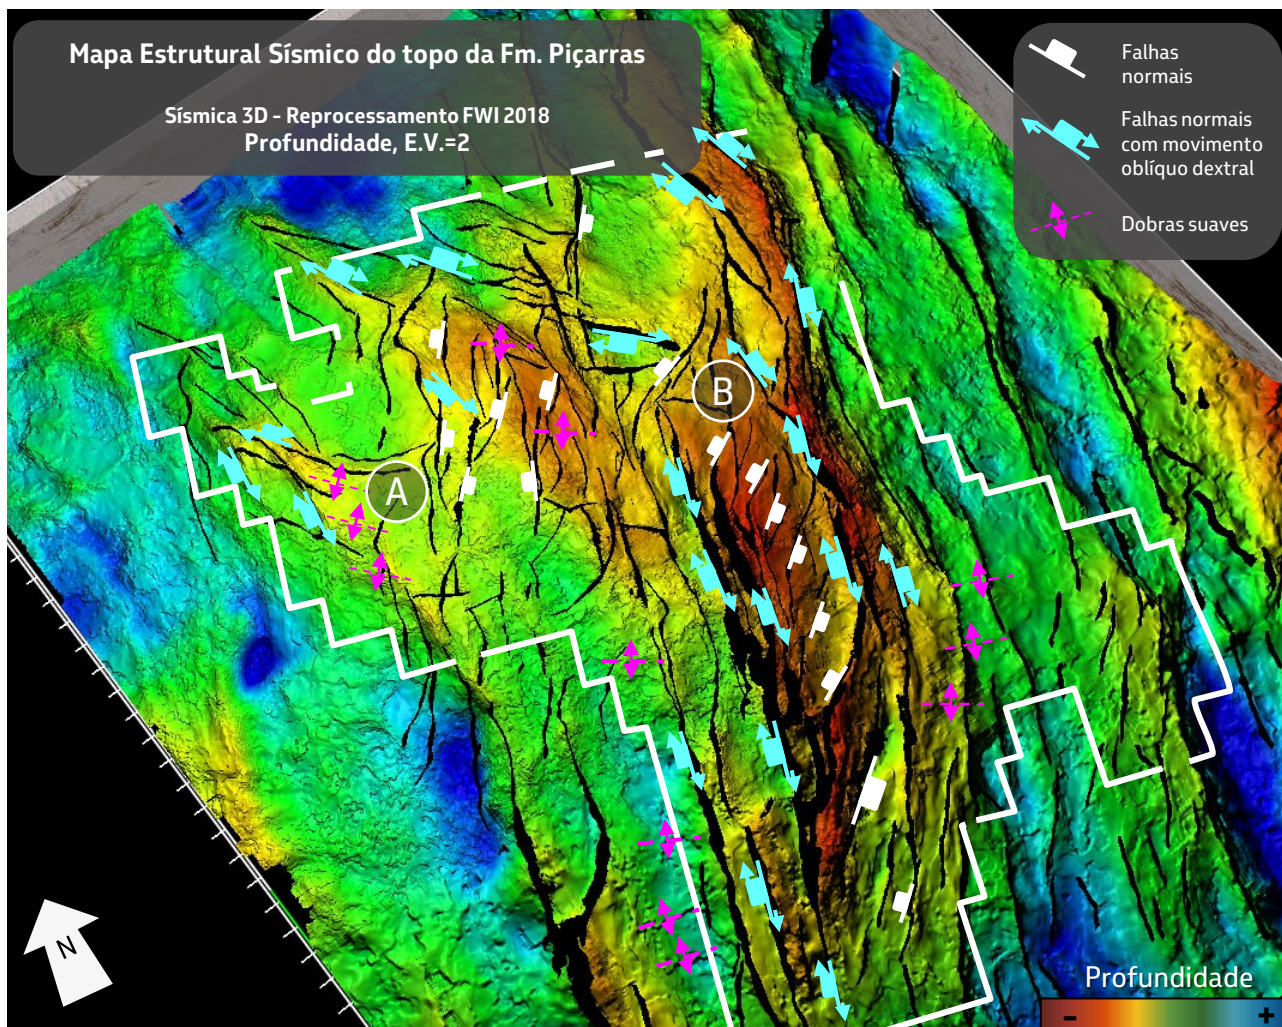 Mapa Estrutural Sísmico do topo da Fm. Piçarras
Sísmica 3D - Reprocessamento FWI 2018
Profundidade, E.V.=2
Falhas
normais
Falhas normais
com movimento
oblíquo dextral
Dobras suaves
B
A
N
Profundidade
- +